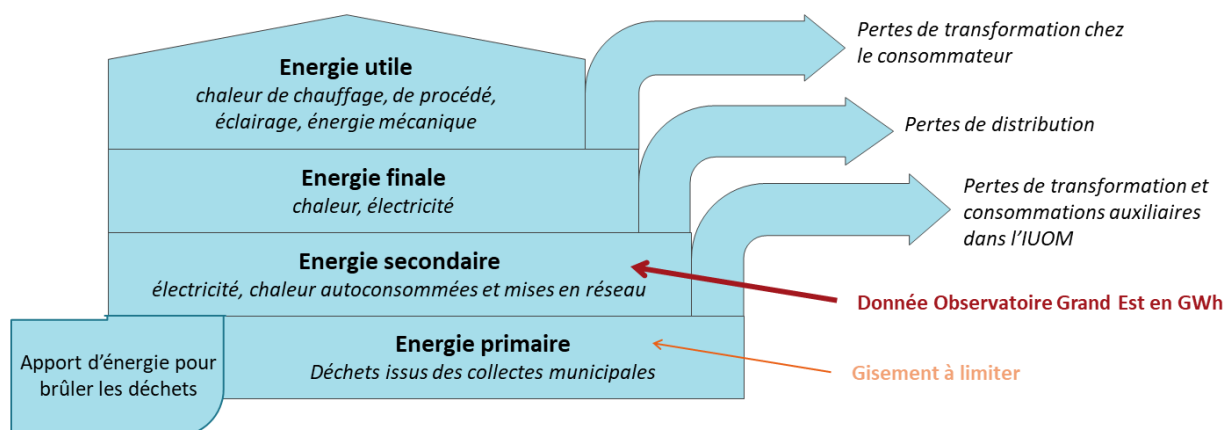 Energie utile
chaleur de chauffage, de procédé,
éclairage, énergie mécanique
Pertes de transformation chez
le consommateur
Energie finale
chaleur, électricité
Pertes de distribution
Energie secondaire
électricité, chaleur autoconsommées et mises en réseau
Pertes de transformation et
consommations auxiliaires
dans l'IUOM
Donnée Observatoire Grand Est en GWh
Apport d'énergie pour
brûler les déchets
Energie primaire
Déchets issus des collectes municipales
Gisement à limiter